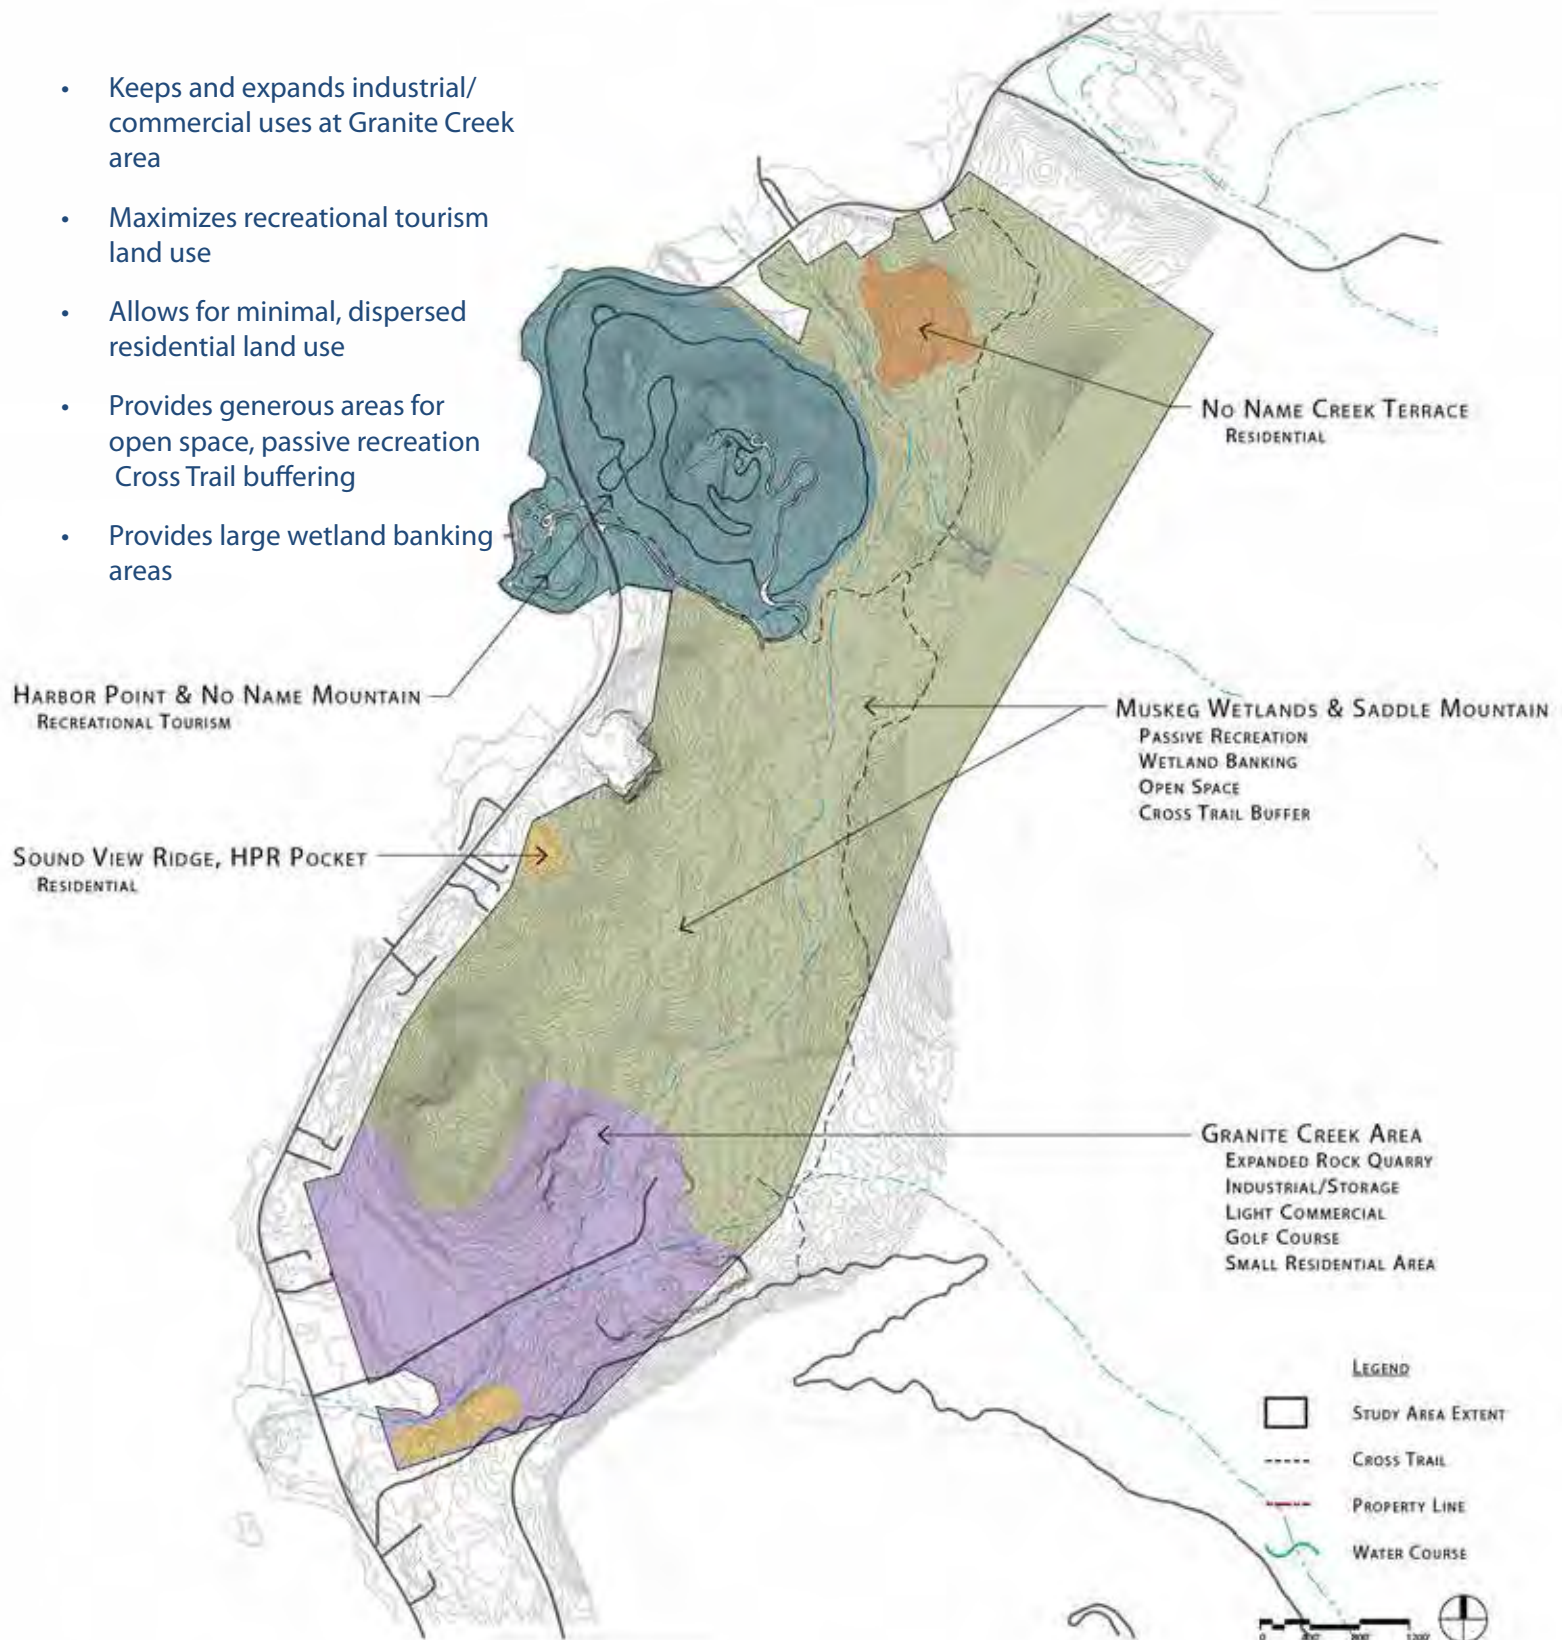 • Keeps and expands industrial/
commercial uses at Granite Creek
area
• Maximizes recreational tourism
land use
• Allows for minimal, dispersed
residential land use
• Provides generous areas for
open space, passive recreation
Cross Trail buffering
• Provides large wetland banking
areas
No Name Creek Terrace
Residential
Harbor Point & No Name Mountain
Recreational Tourism
Muskeg Wetlands & Saddle Mountain
Passive Recreation
Wetland Banking
Open Space
Cross Trail Buffer
Sound View Ridge, HPR Pocket
Residential
Granite Creek Area
Expanded Rock Quarry
Industrial/Storage
Light Commercial
Golf Course
Small Residential Area
Legend
Study Area Extent
Cross Trail
Property Line
Water Course
0 400' 800' 1200'